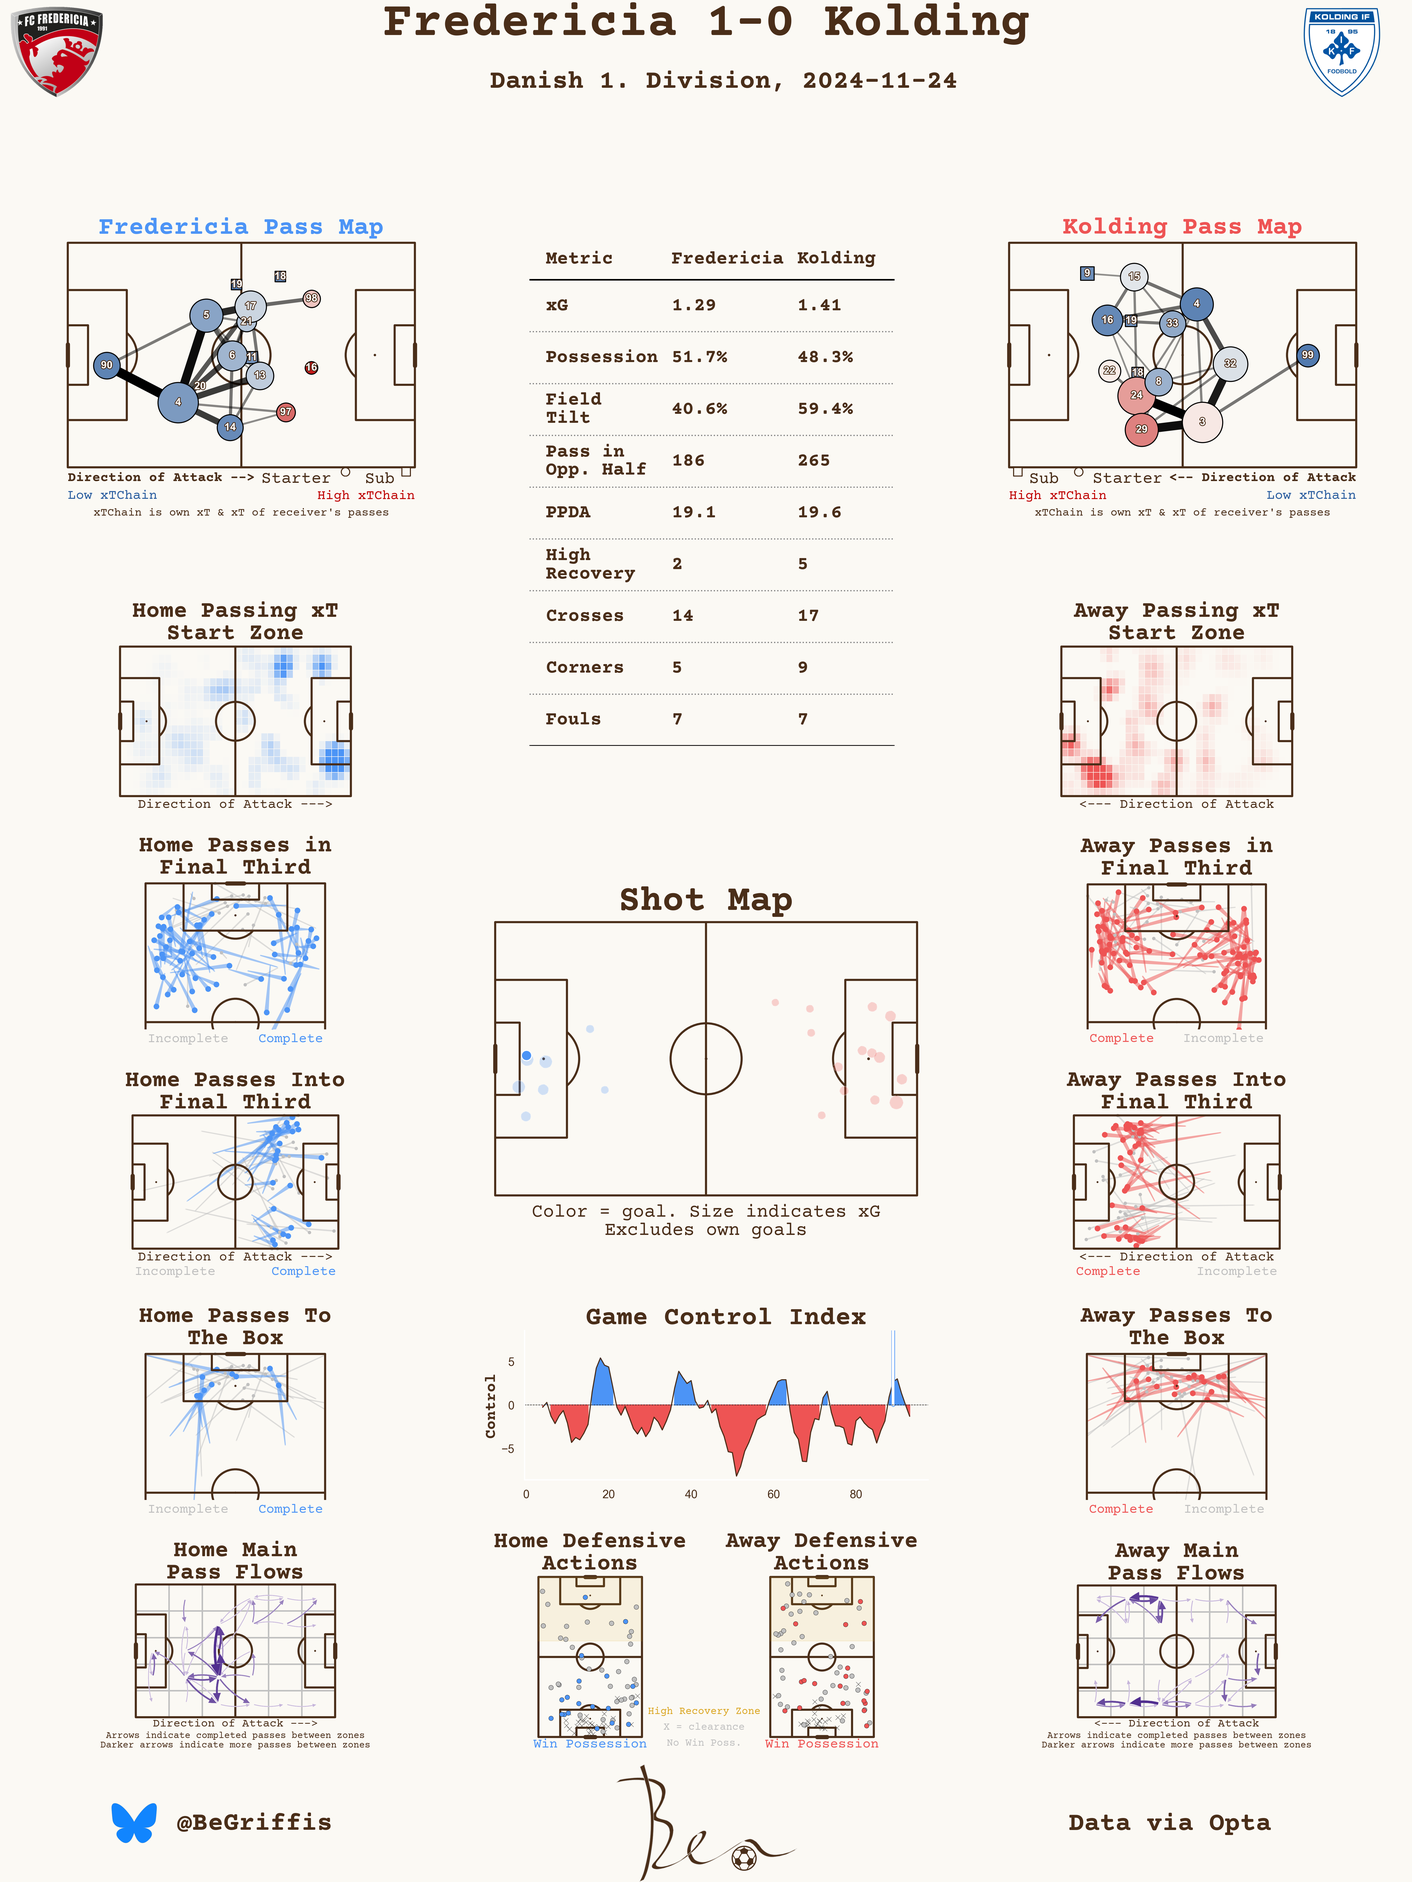 Fredericia 1-0 Kolding
Danish 1. Division, 2024-11-24
FC FREDERICIA
1991
KOLDING IF
18 95
K I F
FODBOLD
Fredericia Pass Map
19
18
17
98
5
21
6
11
90
13
16
20
4
97
14
Direction of Attack --> Starter Sub
Low xTChain High xTChain
xTChain is own xT & xT of receiver's passes
Metric Fredericia Kolding
xG 1.29 1.41
Possession 51.7% 48.3%
Field
Tilt
40.6% 59.4%
Pass in
Opp. Half
186 265
PPDA 19.1 19.6
High
Recovery
2 5
Crosses 14 17
Corners 5 9
Fouls 7 7
Kolding Pass Map
9
15
4
16
19
33
99
22
18
8
32
24
29
3
Sub Starter <-- Direction of Attack
High xTChain Low xTChain
xTChain is own xT & xT of receiver's passes
Home Passing xT
Start Zone
Direction of Attack --->
Away Passing xT
Start Zone
<--- Direction of Attack
Home Passes in
Final Third
Incomplete Complete
Shot Map
Color = goal. Size indicates xG
Excludes own goals
Away Passes in
Final Third
Complete Incomplete
Home Passes Into
Final Third
Direction of Attack --->
Incomplete Complete
Away Passes Into
Final Third
<--- Direction of Attack
Complete Incomplete
Home Passes To
The Box
Incomplete Complete
Game Control Index
Control
5
0
−5
0 20 40 60 80
Away Passes To
The Box
Complete Incomplete
Home Main
Pass Flows
Direction of Attack --->
Arrows indicate completed passes between zones
Darker arrows indicate more passes between zones
Home Defensive
Actions
Win Possession
Away Defensive
Actions
Win Possession
High Recovery Zone
X = clearance
No Win Poss.
Away Main
Pass Flows
<--- Direction of Attack
Arrows indicate completed passes between zones
Darker arrows indicate more passes between zones
@BeGriffis
Ben
Data via Opta